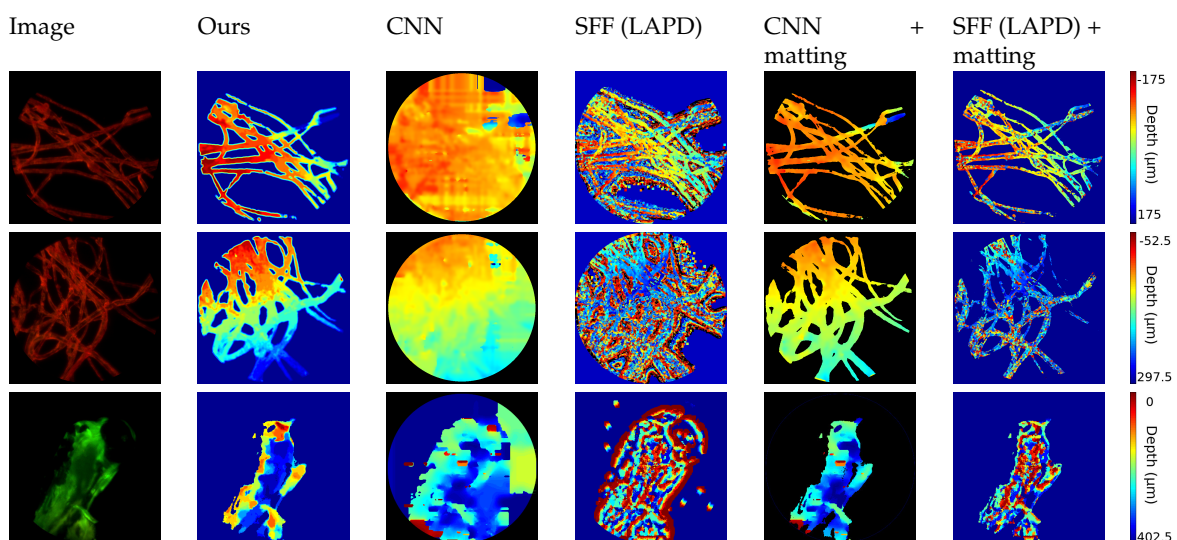 Image
Ours
CNN
SFF (LAPD)
CNN +
matting
SFF (LAPD) +
matting
-175
Depth (µm)
175
-52.5
Depth (µm)
297.5
0
Depth (µm)
402.5